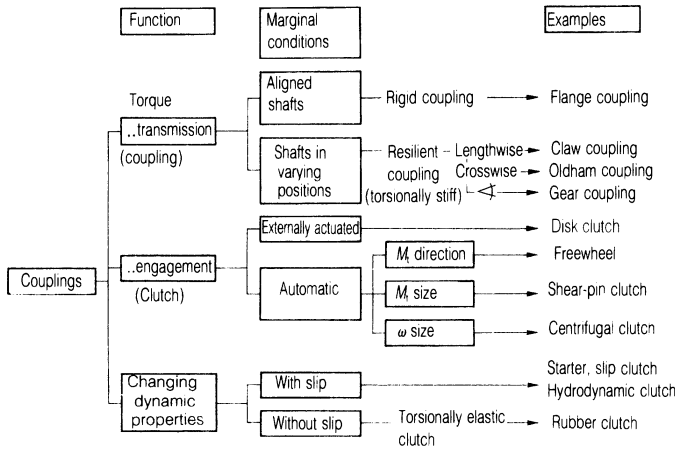 Function
Marginal
conditions
Examples
Torque
..transmission
(coupling)
Aligned
shafts
Rigid coupling
Flange coupling
Shafts in
varying
positions
Resilient
coupling
(torsionally stiff)
Lengthwise
Crosswise
∢
Claw coupling
Oldham coupling
Gear coupling
Couplings
..engagement
(Clutch)
Externally actuated
Disk clutch
Automatic
Mt direction
Freewheel
Mt size
Shear-pin clutch
ω size
Centrifugal clutch
Changing
dynamic
properties
With slip
Starter, slip clutch
Hydrodynamic clutch
Without slip
Torsionally elastic
clutch
Rubber clutch